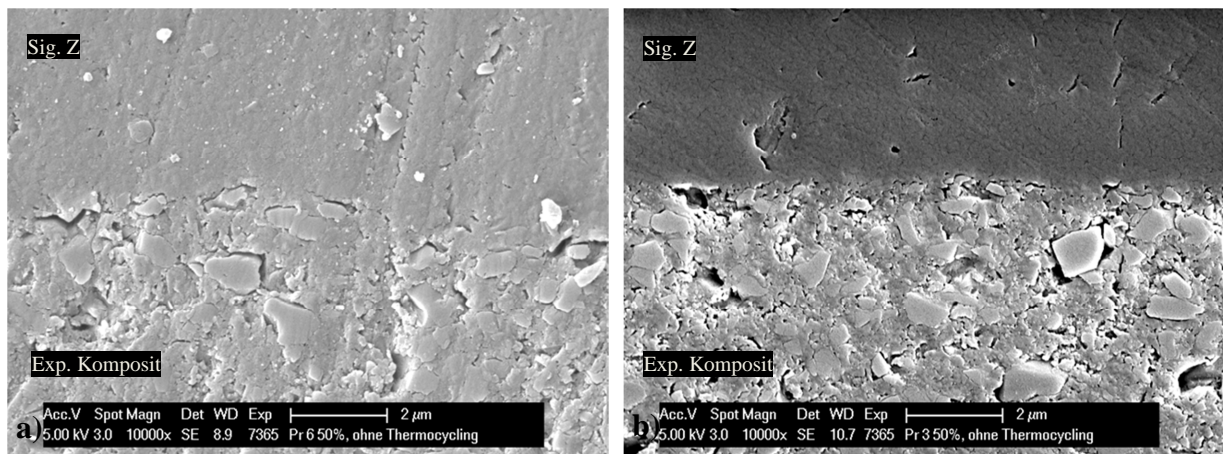 Sig. Z
Exp. Komposit
a)
Acc.V Spot Magn Det WD Exp 2 µm
5.00 kV 3.0 10000x SE 8.9 7365 Pr 6 50%, ohne Thermocycling
Sig. Z
Exp. Komposit
b)
Acc.V Spot Magn Det WD Exp 2 µm
5.00 kV 3.0 10000x SE 10.7 7365 Pr 3 50%, ohne Thermocycling